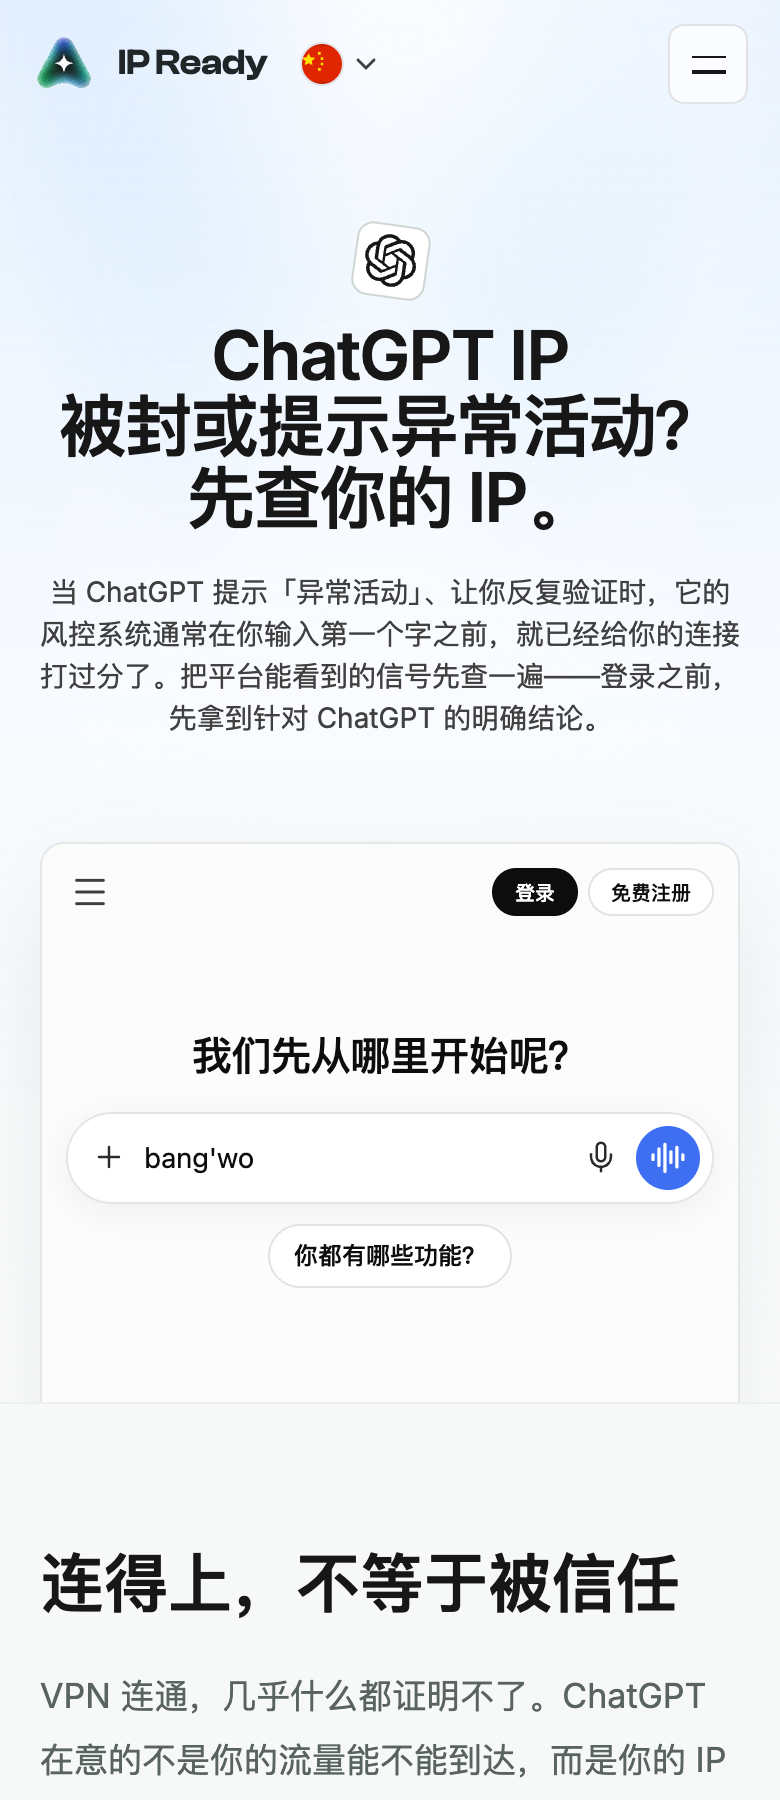 IP Ready
ChatGPT IP
被封或提示异常活动?
先查你的 IP。
当 ChatGPT 提示「异常活动」、让你反复验证时，它的
风控系统通常在你输入第一个字之前，就已经给你的连接
打过分了。把平台能看到的信号先查一遍——登录之前，
先拿到针对 ChatGPT 的明确结论。
登录
免费注册
我们先从哪里开始呢?
bang'wo
你都有哪些功能?
连得上，不等于被信任
VPN 连通，几乎什么都证明不了。ChatGPT
在意的不是你的流量能不能到达，而是你的 IP